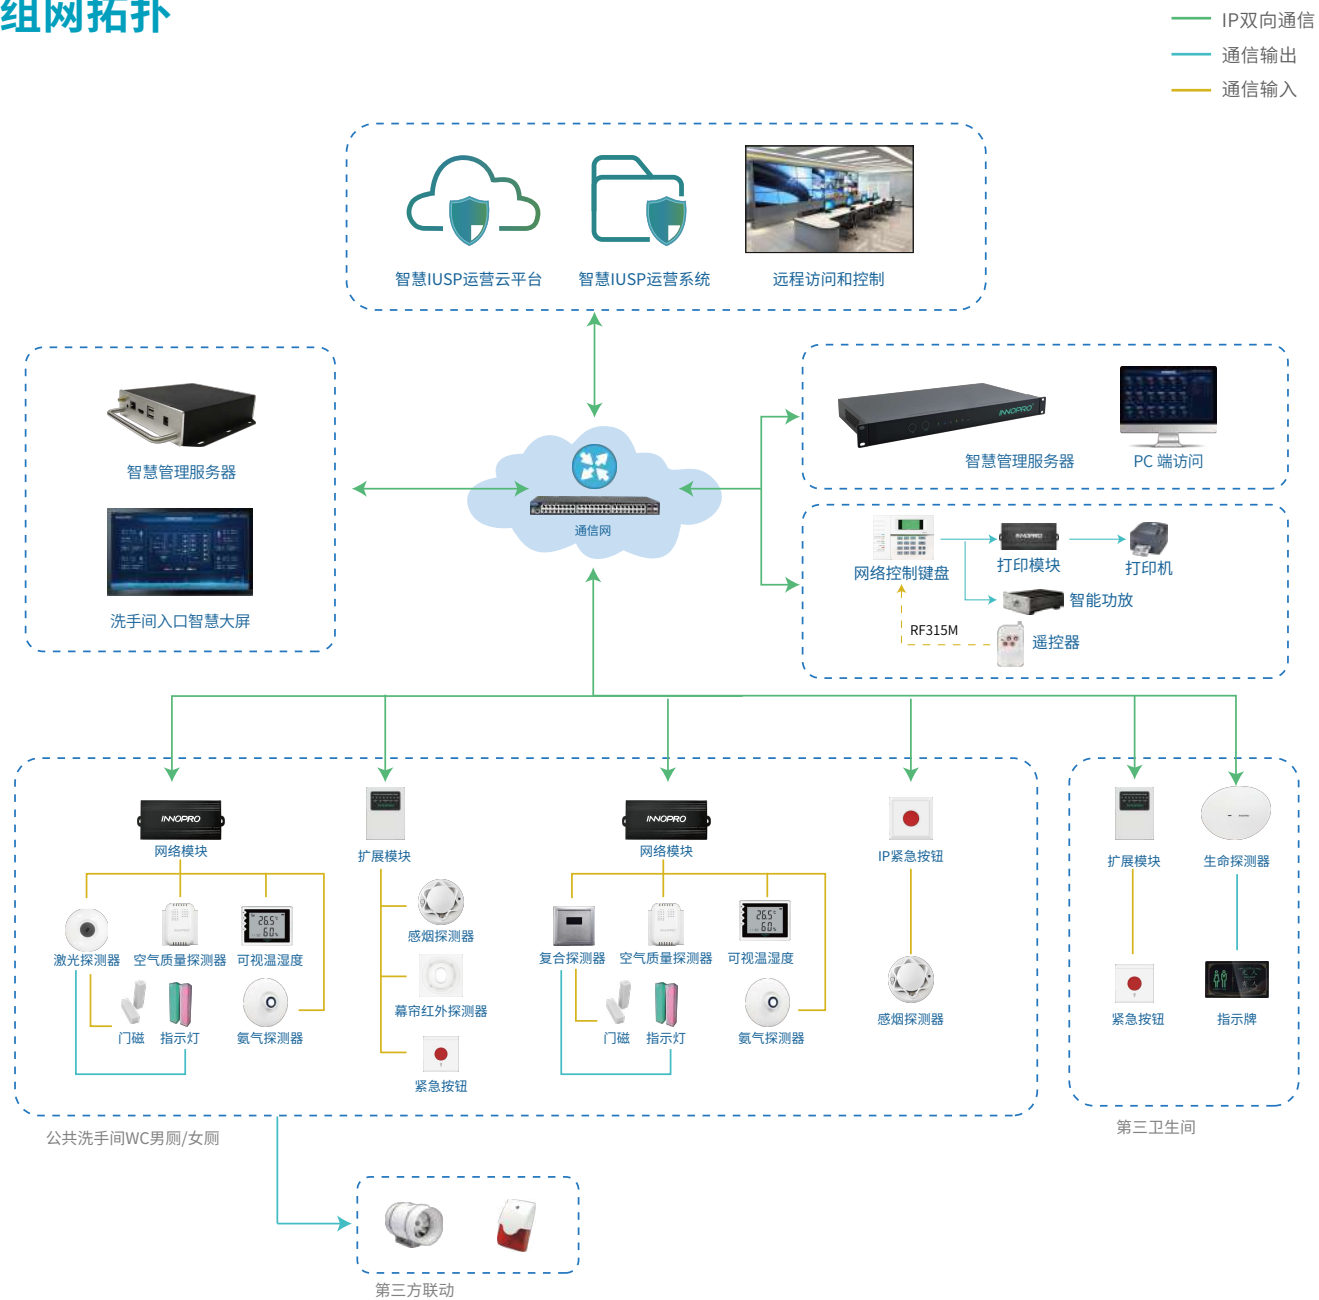 组网拓扑
IP双向通信
通信输出
通信输入
智慧IUSP运营云平台
智慧IUSP运营系统
远程访问和控制
智慧管理服务器
洗手间入口智慧大屏
通信网
INNOPRO
智慧管理服务器
PC 端访问
网络控制键盘
INNOPRO
打印模块
打印机
智能功放
RF315M
遥控器
INNOPRO
网络模块
扩展模块
INNOPRO
网络模块
IP紧急按钮
扩展模块
生命探测器
26.5
60
激光探测器
空气质量探测器
可视温湿度
门磁
指示灯
氨气探测器
感烟探测器
幕帘红外探测器
紧急按钮
26.5
60
复合探测器
空气质量探测器
可视温湿度
门磁
指示灯
氨气探测器
感烟探测器
紧急按钮
指示牌
公共洗手间WC男厕/女厕
第三卫生间
第三方联动